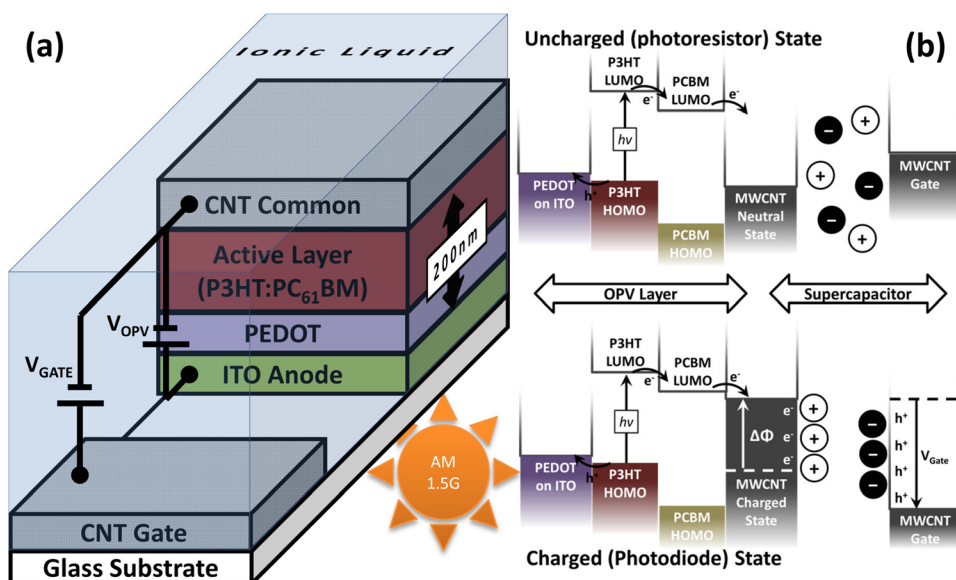 (a)
Ionic Liquid
CNT Common
Active Layer
(P3HT:PC61BM)
200nm
PEDOT
ITO Anode
VOPV
VGATE
CNT Gate
Glass Substrate
AM
1.5G
(b)
Uncharged (photoresistor) State
P3HT
LUMO
e-
PCBM
LUMO
e-
hν
h+
PEDOT
on ITO
P3HT
HOMO
PCBM
HOMO
MWCNT
Neutral
State
−
+
+
−
−
+
MWCNT
Gate
OPV Layer
Supercapacitor
P3HT
LUMO
e-
PCBM
LUMO
e-
hν
h+
PEDOT
on ITO
P3HT
HOMO
PCBM
HOMO
ΔΦ
e-
e-
e-
+
+
+
MWCNT
Charged
State
−
−
−
h+
h+
h+
h+
VGate
MWCNT
Gate
Charged (Photodiode) State